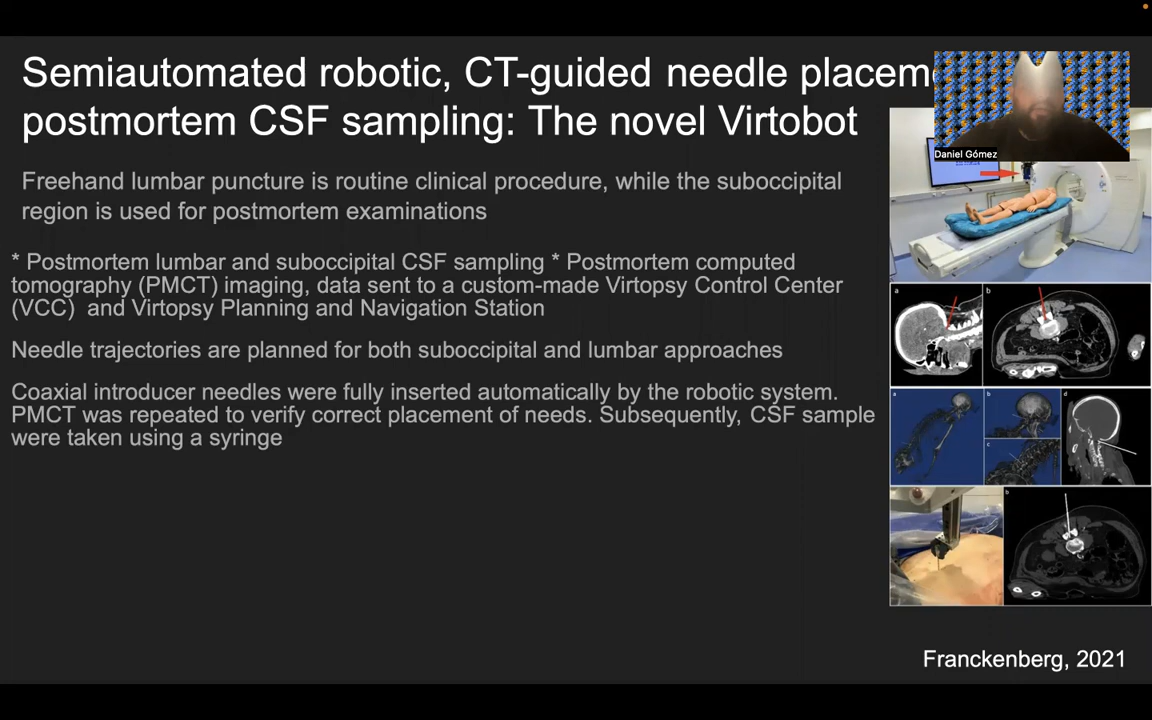 Semiautomated robotic, CT-guided needle placem
postmortem CSF sampling: The novel Virtobot
Daniel Gómez
Freehand lumbar puncture is routine clinical procedure, while the suboccipital
region is used for postmortem examinations
* Postmortem lumbar and suboccipital CSF sampling * Postmortem computed
tomography (PMCT) imaging, data sent to a custom-made Virtopsy Control Center
(VCC) and Virtopsy Planning and Navigation Station
Needle trajectories are planned for both suboccipital and lumbar approaches
Coaxial introducer needles were fully inserted automatically by the robotic system.
PMCT was repeated to verify correct placement of needs. Subsequently, CSF sample
were taken using a syringe
a
b
a
b
c
d
b
Franckenberg, 2021